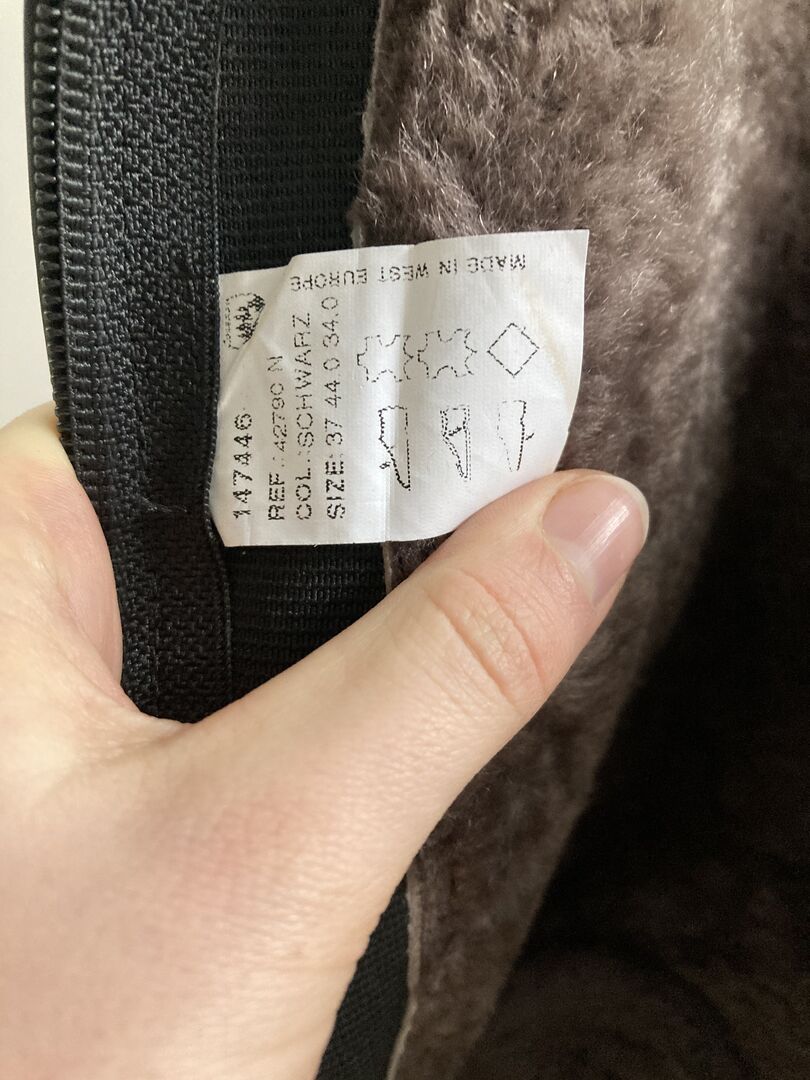 147446
REF.: 42790 N
COL.: SCHWARZ
SIZE: 37 44.0 34.0
MADE IN WEST EUROPE